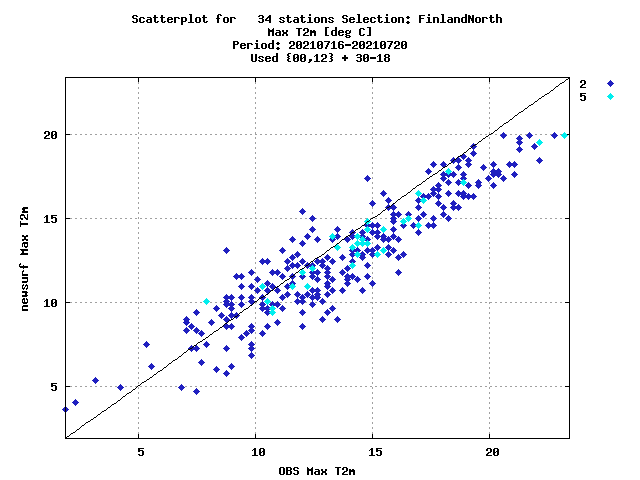 Scatterplot for   34 stations Selection: FinlandNorth
Max T2m [deg C]
Period: 20210716-20210720
Used {00,12} + 30-18
2
5
20
15
10
5
newsurf Max T2m
5 10 15 20
OBS Max T2m